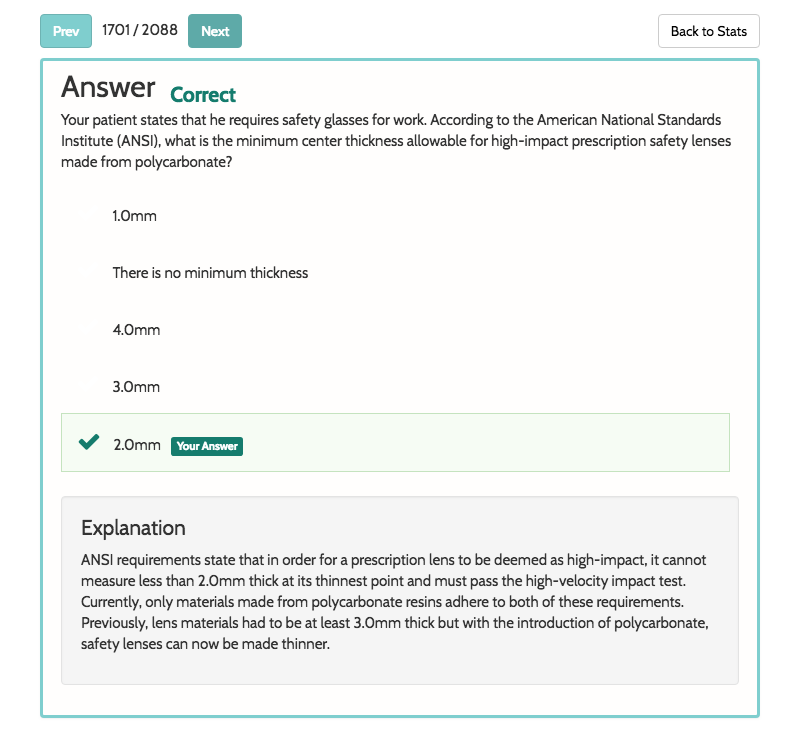 Prev 1701 / 2088 Next Back to Stats
Answer Correct
Your patient states that he requires safety glasses for work. According to the American National Standards
Institute (ANSI), what is the minimum center thickness allowable for high-impact prescription safety lenses
made from polycarbonate?
1.0mm
There is no minimum thickness
4.0mm
3.0mm
2.0mm Your Answer
Explanation
ANSI requirements state that in order for a prescription lens to be deemed as high-impact, it cannot
measure less than 2.0mm thick at its thinnest point and must pass the high-velocity impact test.
Currently, only materials made from polycarbonate resins adhere to both of these requirements.
Previously, lens materials had to be at least 3.0mm thick but with the introduction of polycarbonate,
safety lenses can now be made thinner.